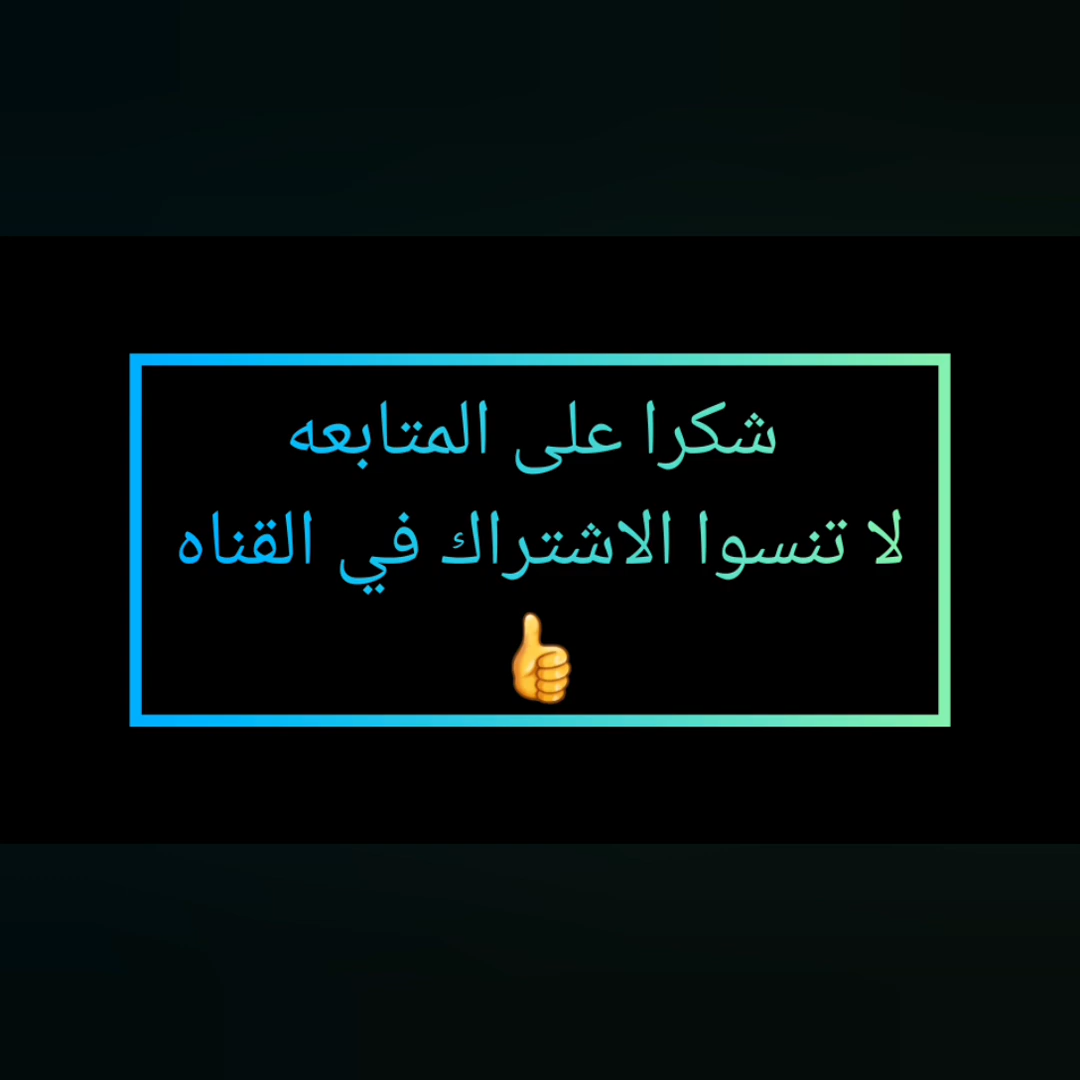 شكرا على المتابعه
لا تنسوا الاشتراك في القناه
👍